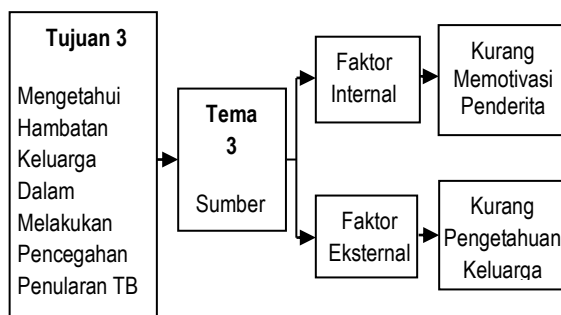 Tujuan 3
Mengetahui
Hambatan
Keluarga
Dalam
Melakukan
Pencegahan
Penularan TB
Tema
3
Sumber
Faktor
Internal
Kurang
Memotivasi
Penderita
Faktor
Eksternal
Kurang
Pengetahuan
Keluarga